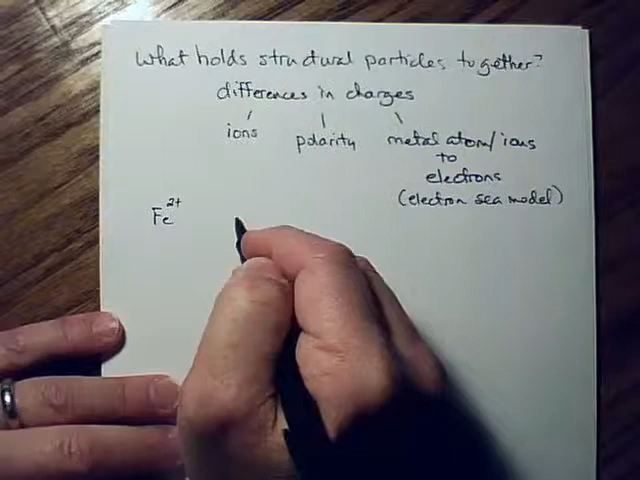 What holds structural particles together?
differences in charges
ions polarity metal atom/ions
to
electrons
(electron sea model)
Fe²⁺